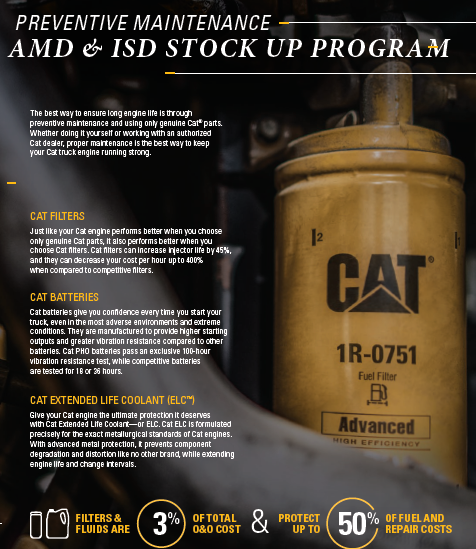 PREVENTIVE MAINTENANCE
AMD & ISD STOCK UP PROGRAM
The best way to ensure long engine life is through
preventive maintenance and using only genuine Cat® parts.
Whether doing it yourself or working with an authorized
Cat dealer, proper maintenance is the best way to keep
your Cat truck engine running strong.
CAT FILTERS
Just like your Cat engine performs better when you choose
only genuine Cat parts, it also performs better when you
choose Cat filters. Cat filters can increase injector life by 45%,
and they can decrease your cost per hour up to 400%
when compared to competitive filters.
CAT BATTERIES
Cat batteries give you confidence every time you start your
truck, even in the most adverse environments and extreme
conditions. They are manufactured to provide higher starting
outputs and greater vibration resistance compared to other
batteries. Cat PHO batteries pass an exclusive 100-hour
vibration resistance test, while competitive batteries
are tested for 18 or 36 hours.
CAT EXTENDED LIFE COOLANT (ELC™)
Give your Cat engine the ultimate protection it deserves
with Cat Extended Life Coolant—or ELC. Cat ELC is formulated
precisely for the exact metallurgical standards of Cat engines.
With advanced metal protection, it prevents component
degradation and distortion like no other brand, while extending
engine life and change intervals.
2
CAT®
1R-0751
Fuel Filter
Advanced
HIGH EFFICIENCY
FILTERS &
FLUIDS ARE
3%
OF TOTAL
O&O COST
&
PROTECT
UP TO
50%
OF FUEL AND
REPAIR COSTS